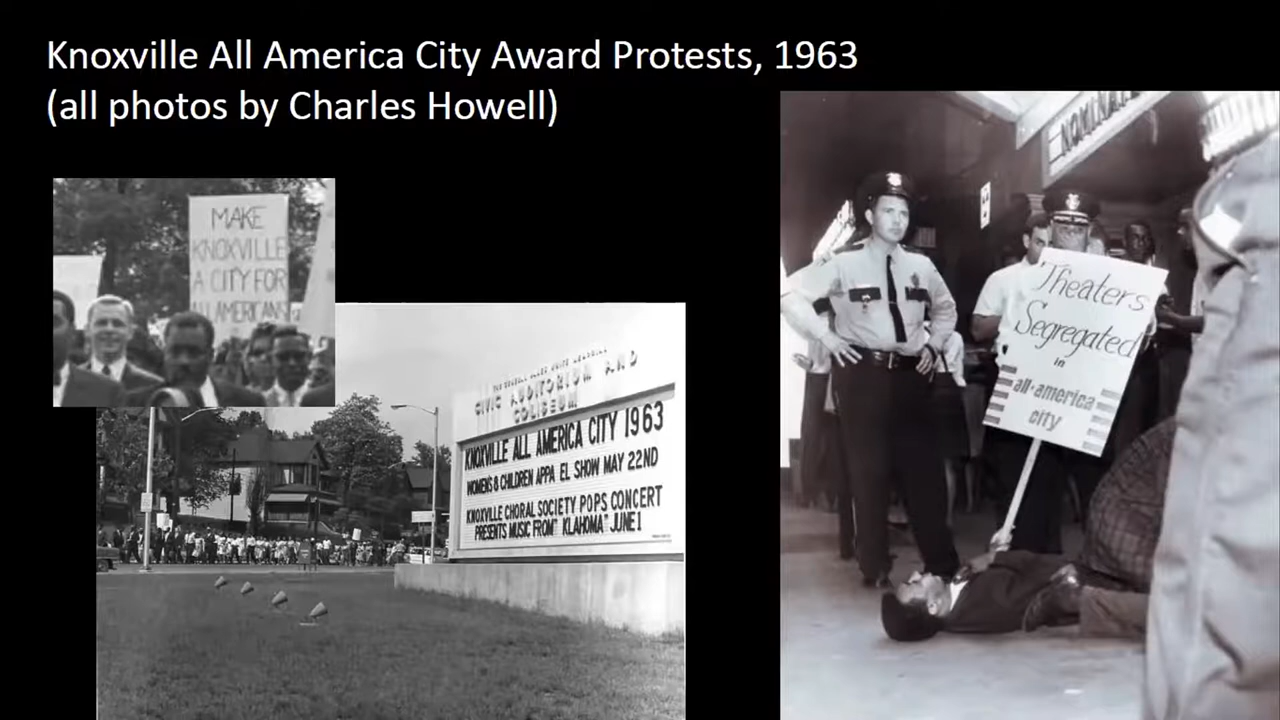 Knoxville All America City Award Protests, 1963
(all photos by Charles Howell)
MAKE
KNOXVILLE
A CITY FOR
ALL AMERICANS
CIVIC AUDITORIUM AND
COLISEUM
KNOXVILLE ALL AMERICA CITY 1963
WOMENS & CHILDREN APPA EL SHOW MAY 22ND
KNOXVILLE CHORAL SOCIETY POPS CONCERT
PRESENTS MUSIC FROM" KLAHOMA" JUNE 1
NOMINAT
Theaters
Segregated
in
all-america
city